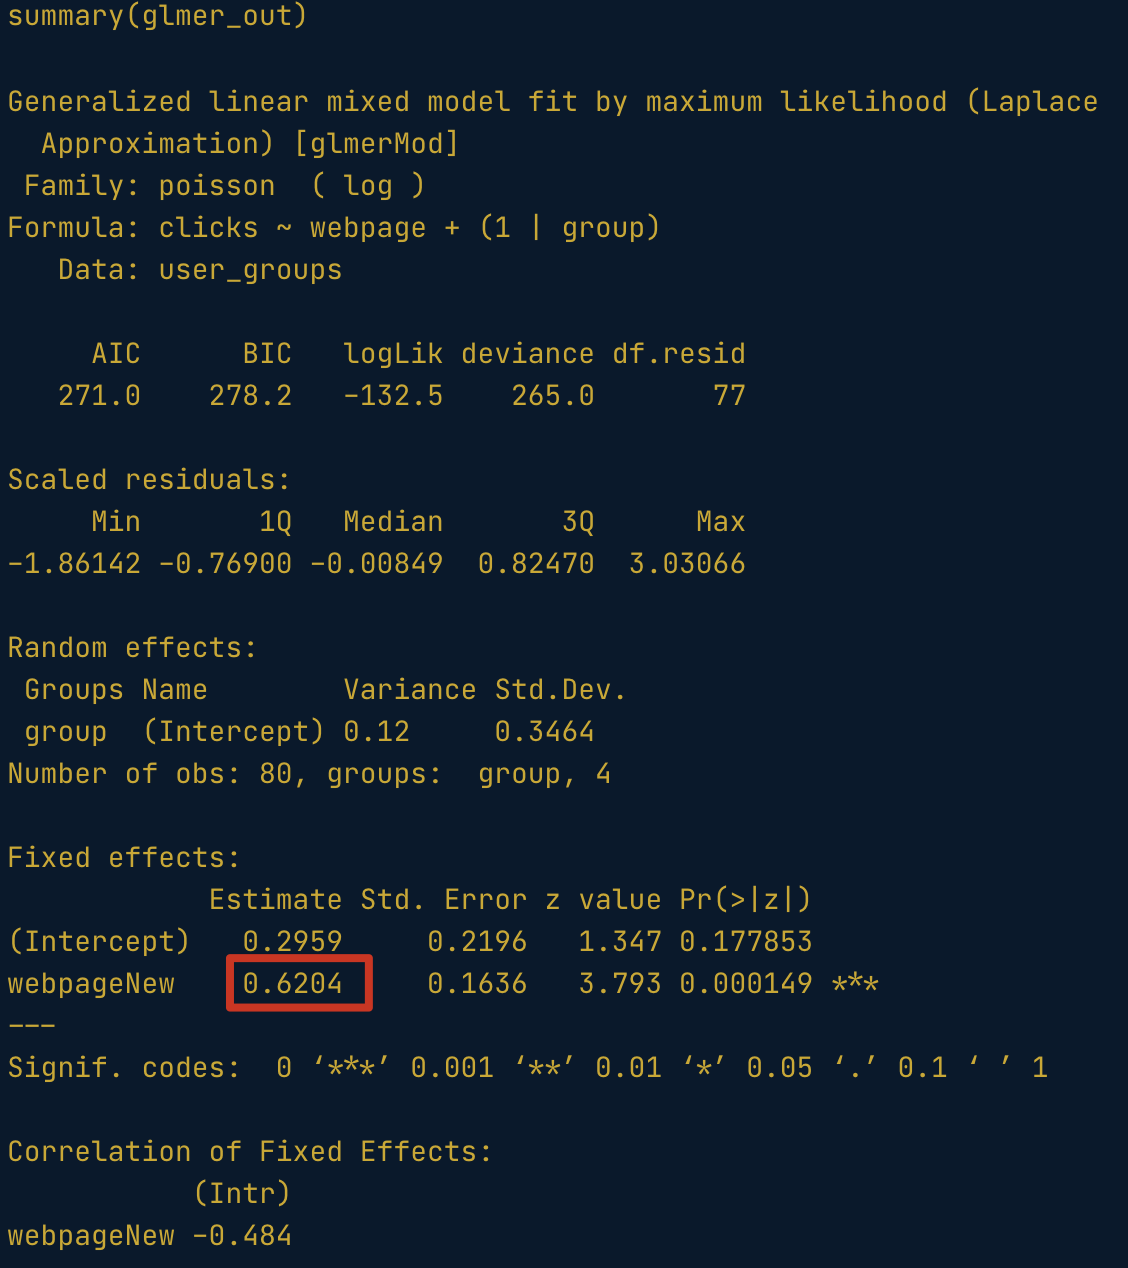 summary(glmer_out)
Generalized linear mixed model fit by maximum likelihood (Laplace
Approximation) [glmerMod]
Family: poisson  ( log )
Formula: clicks ~ webpage + (1 | group)
Data: user_groups
AIC      BIC   logLik deviance df.resid
271.0    278.2   -132.5    265.0       77
Scaled residuals:
Min       1Q   Median       3Q      Max
-1.86142 -0.76900 -0.00849  0.82470  3.03066
Random effects:
Groups Name        Variance Std.Dev.
group  (Intercept) 0.12     0.3464
Number of obs: 80, groups:  group, 4
Fixed effects:
Estimate Std. Error z value Pr(>|z|)
(Intercept)   0.2959     0.2196   1.347 0.177853
webpageNew    0.6204     0.1636   3.793 0.000149 ***
---
Signif. codes:  0 ‘***’ 0.001 ‘**’ 0.01 ‘*’ 0.05 ‘.’ 0.1 ‘ ’ 1
Correlation of Fixed Effects:
(Intr)
webpageNew -0.484